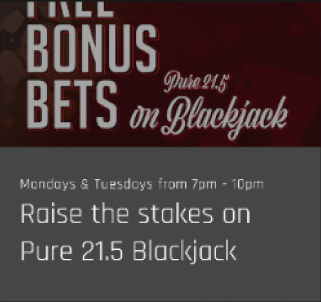 FREE
BONUS
BETS
Pure 21.5
on Blackjack
Mondays & Tuesdays from 7pm - 10pm
Raise the stakes on
Pure 21.5 Blackjack